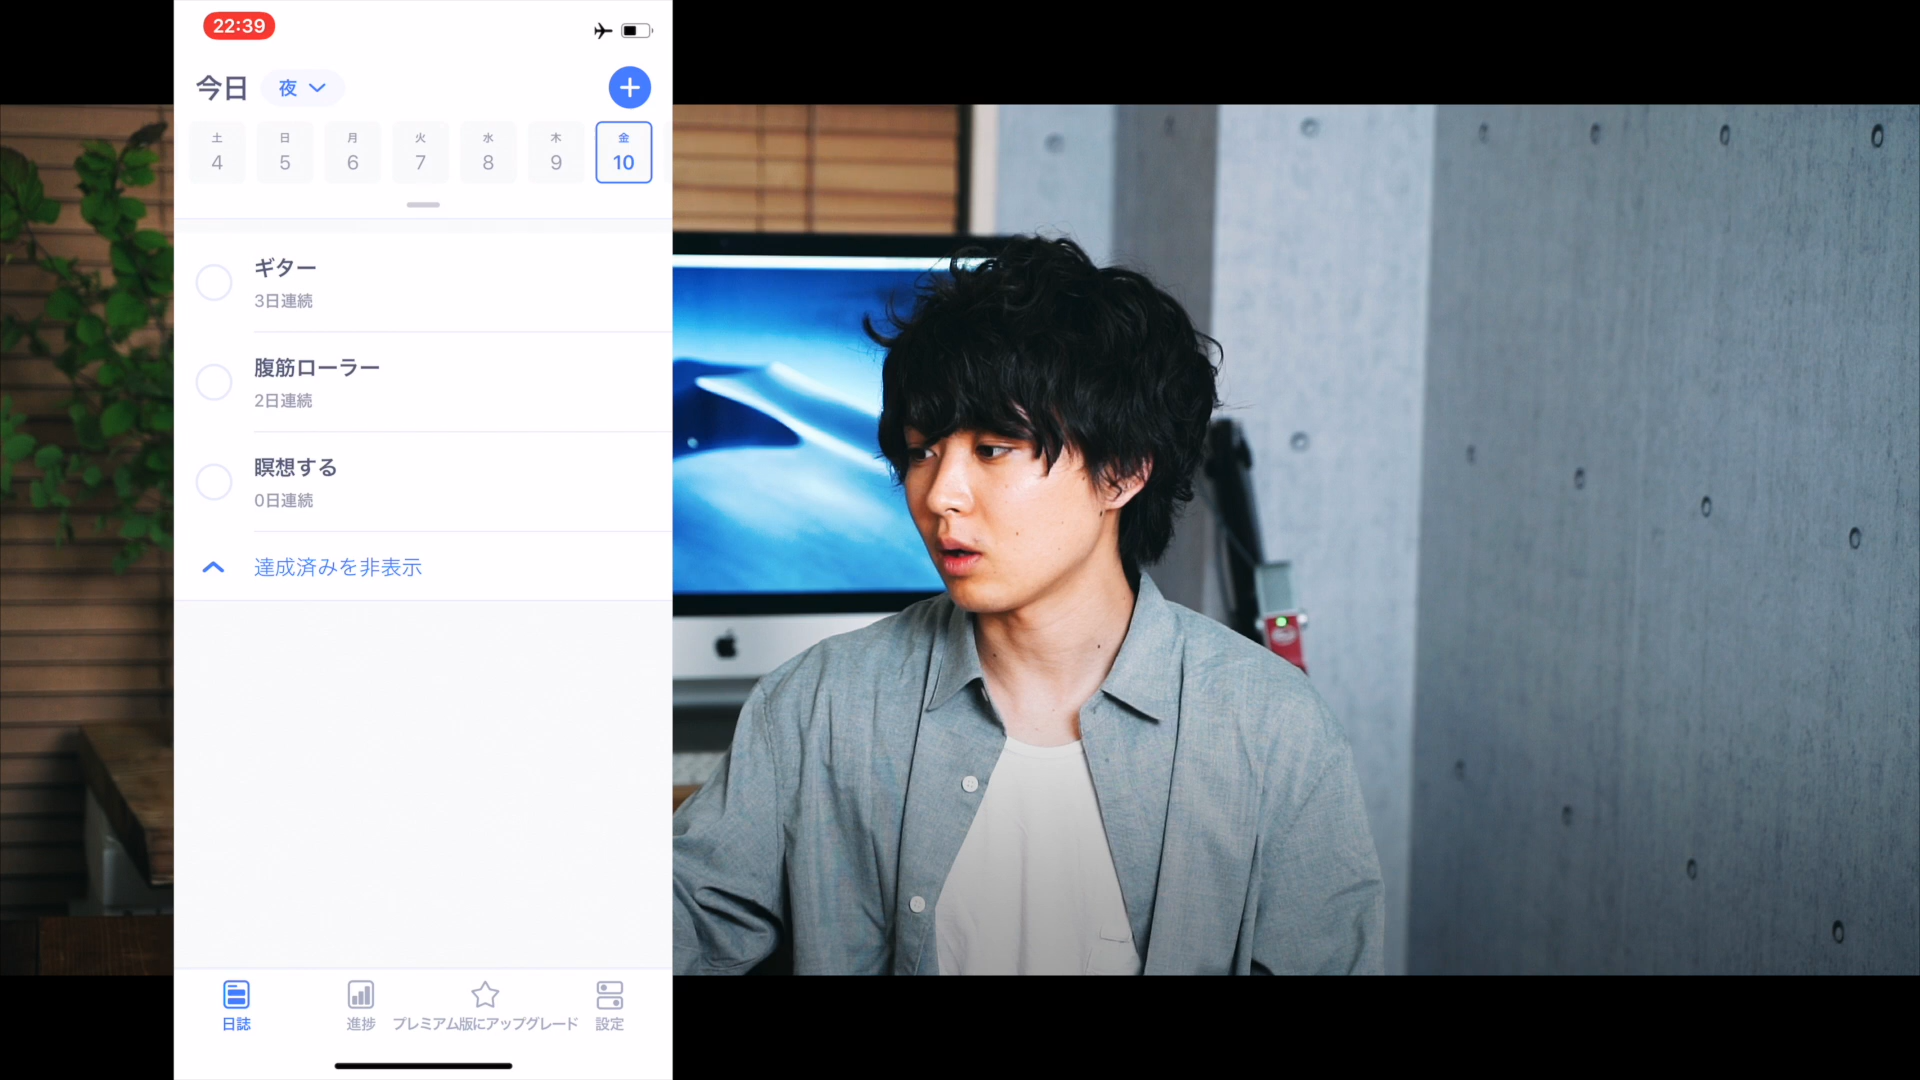 22:39
今日
夜
土 日 月 火 水 木 金
4 5 6 7 8 9 10
ギター
3日連続
腹筋ローラー
2日連続
瞑想する
0日連続
達成済みを非表示
日誌 進捗 プレミアム版にアップグレード 設定